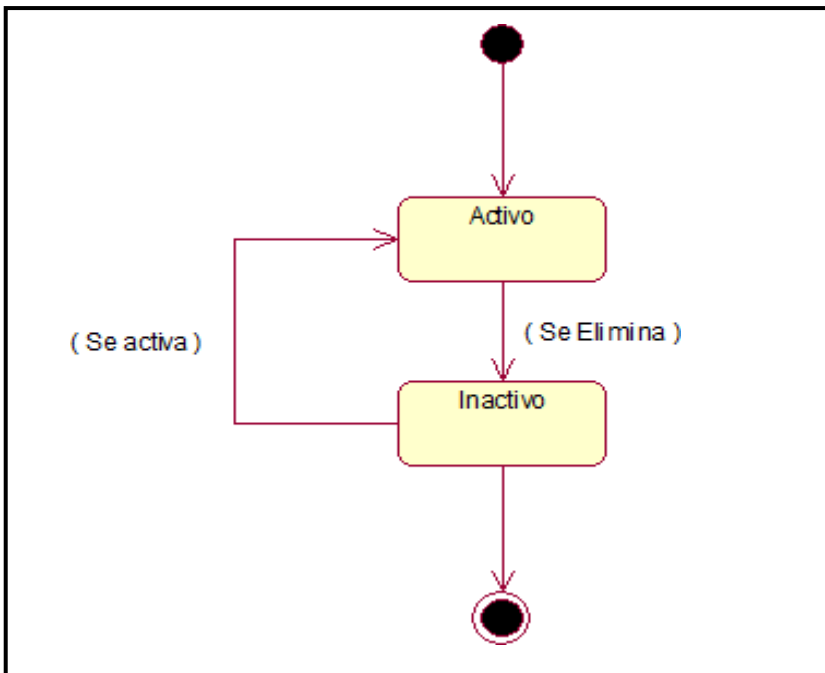 Activo
( Se Elimina )
( Se activa )
Inactivo